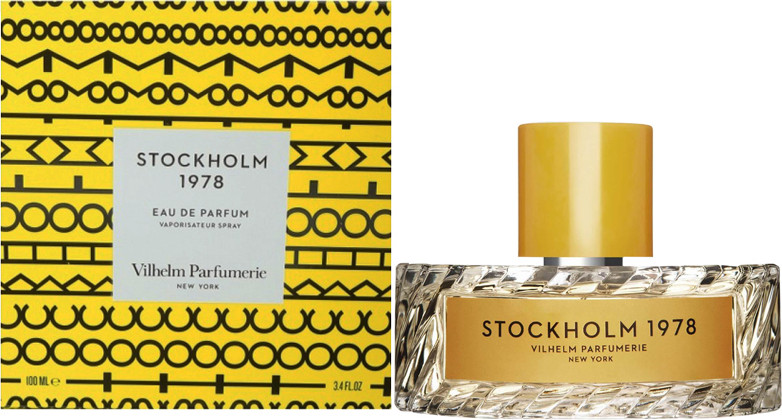 STOCKHOLM
1978
EAU DE PARFUM
VAPORISATEUR SPRAY
Vilhelm Parfumerie
NEW YORK
100 ML ℮
3.4 FL.OZ
STOCKHOLM 1978
VILHELM PARFUMERIE
NEW YORK